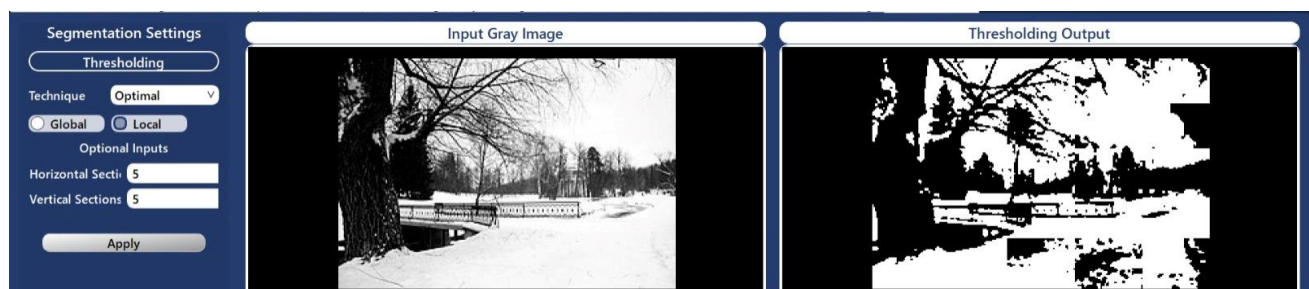 Segmentation Settings
Thresholding
Technique Optimal
Global Local
Optional Inputs
Horizontal Secti 5
Vertical Sections 5
Apply
Input Gray Image
Thresholding Output